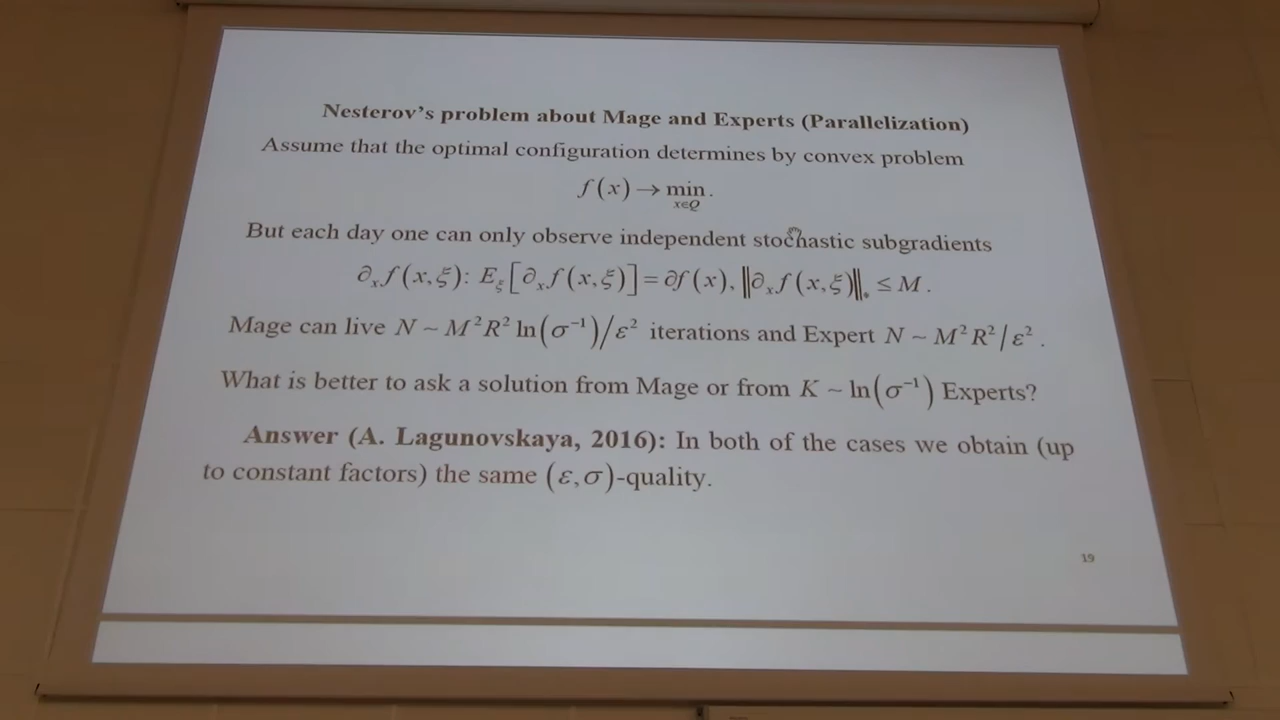 Nesterov's problem about Mage and Experts (Parallelization)
Assume that the optimal configuration determines by convex problem
f(x) → min.
x∈Q
But each day one can only observe independent stochastic subgradients
∂ₓf(x,ξ): E_ξ[∂ₓf(x,ξ)] = ∂f(x), ‖∂ₓf(x,ξ)‖_* ≤ M.
Mage can live N ~ M²R² ln(σ⁻¹)/ε² iterations and Expert N ~ M²R²/ε².
What is better to ask a solution from Mage or from K ~ ln(σ⁻¹) Experts?
Answer (A. Lagunovskaya, 2016): In both of the cases we obtain (up
to constant factors) the same (ε,σ)-quality.
19